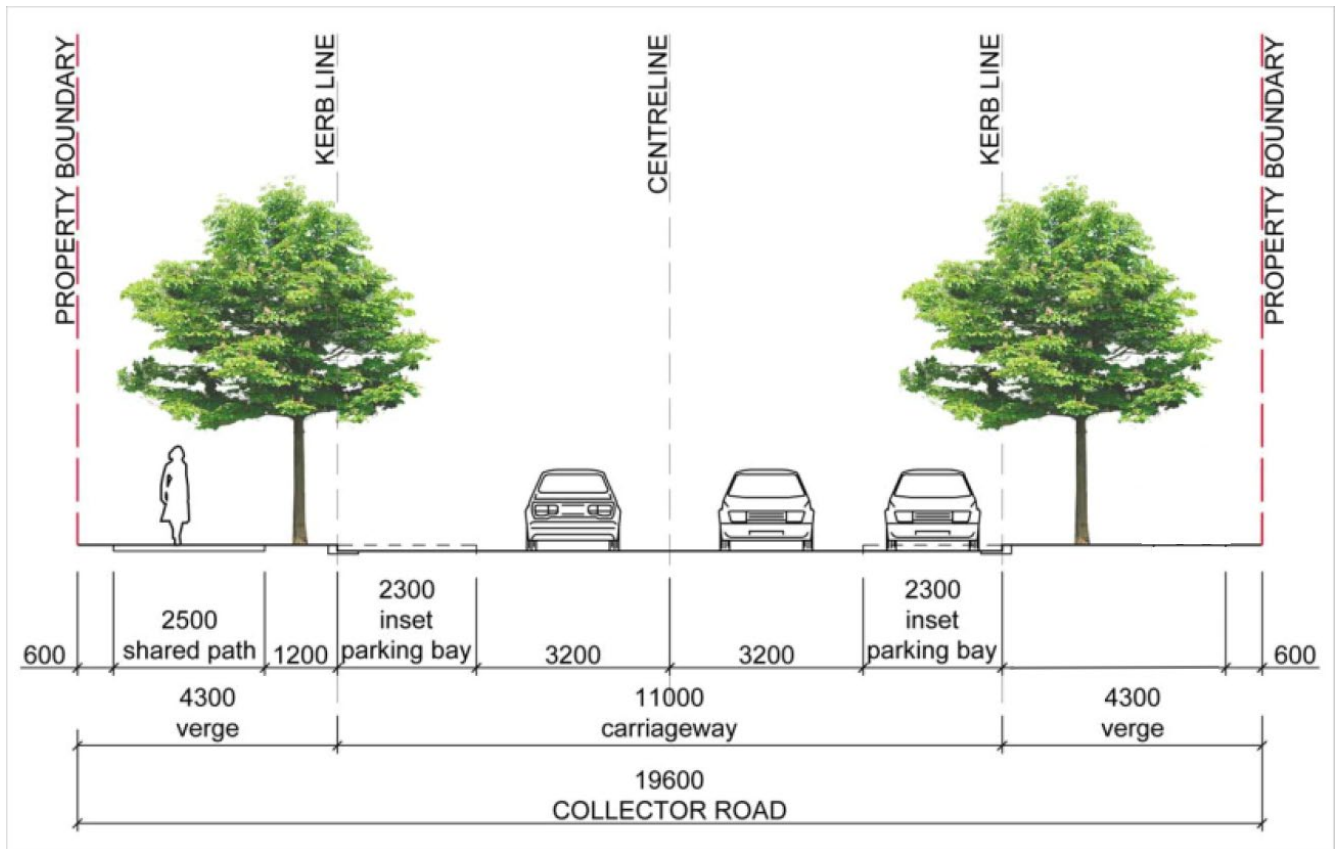 PROPERTY BOUNDARY
KERB LINE
CENTRELINE
KERB LINE
PROPERTY BOUNDARY
600
2500
shared path
1200
2300
inset
parking bay
3200
3200
2300
inset
parking bay
600
4300
verge
11000
carriageway
4300
verge
19600
COLLECTOR ROAD